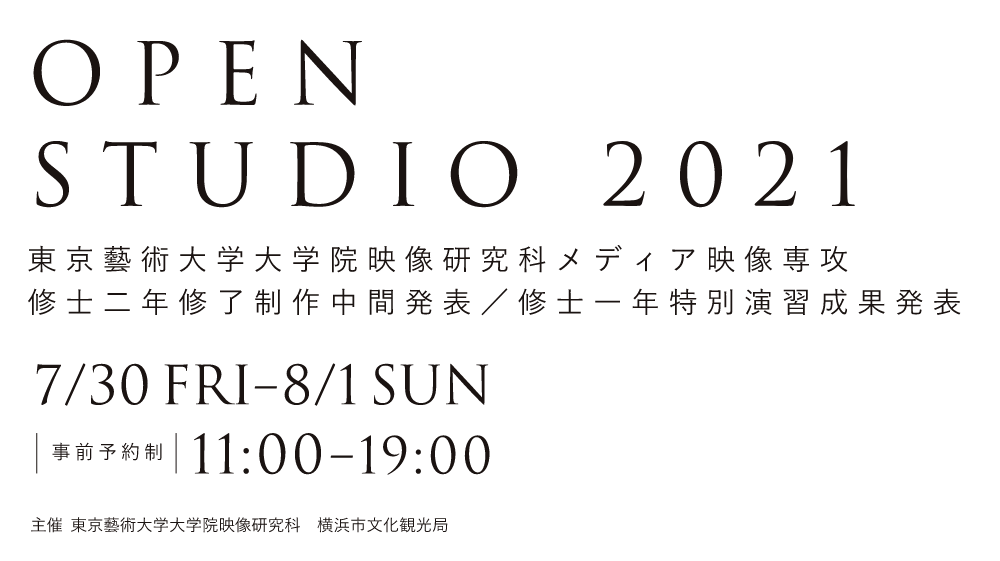 OPEN
STUDIO 2021
東京藝術大学大学院映像研究科メディア映像専攻
修士二年修了制作中間発表／修士一年特別演習成果発表
7/30 FRI–8/1 SUN
事前予約制 11:00–19:00
主催 東京藝術大学大学院映像研究科　横浜市文化観光局